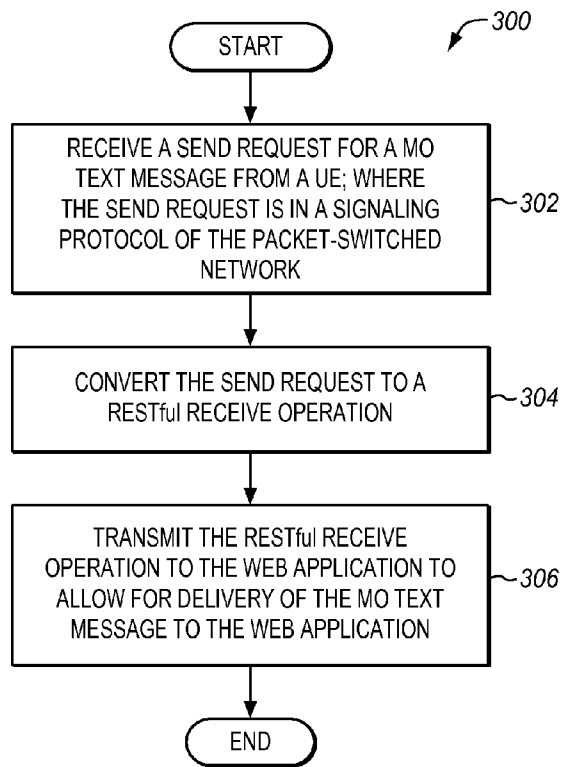 START
300
RECEIVE A SEND REQUEST FOR A MO
TEXT MESSAGE FROM A UE; WHERE
THE SEND REQUEST IS IN A SIGNALING
PROTOCOL OF THE PACKET-SWITCHED
NETWORK
302
CONVERT THE SEND REQUEST TO A
RESTful RECEIVE OPERATION
304
TRANSMIT THE RESTful RECEIVE
OPERATION TO THE WEB APPLICATION TO
ALLOW FOR DELIVERY OF THE MO TEXT
MESSAGE TO THE WEB APPLICATION
306
END